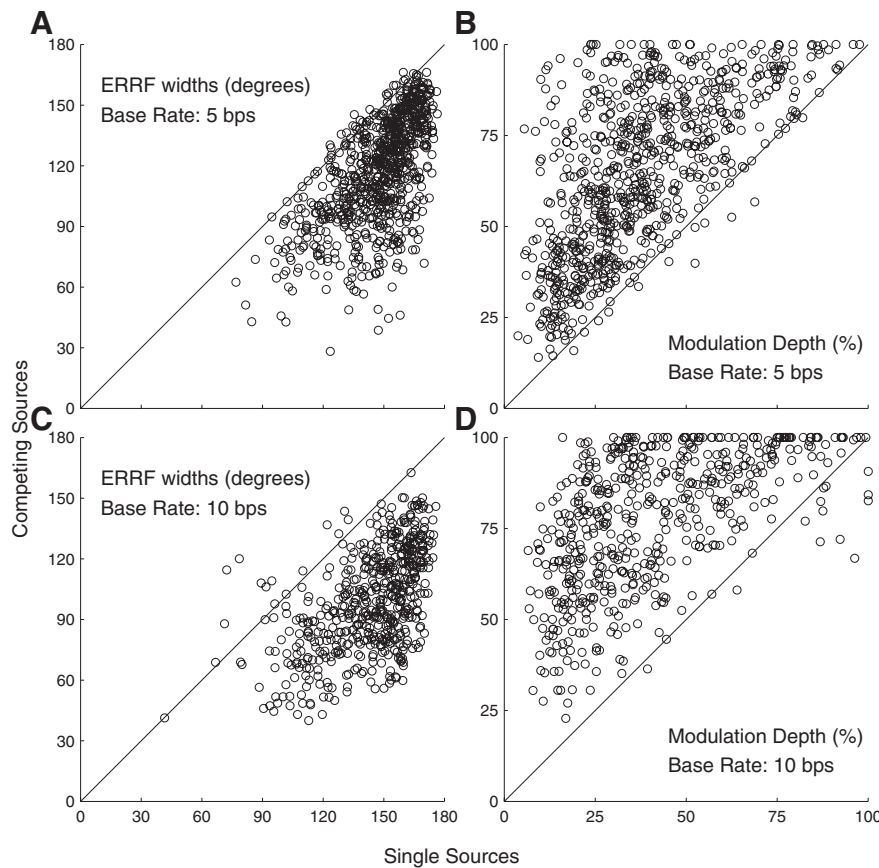 A
B
180
150
120
90
60
30
0
ERRF widths (degrees)
Base Rate: 5 bps
100
75
50
25
0
Modulation Depth (%)
Base Rate: 5 bps
Competing Sources
C
D
180
150
120
90
60
30
0
ERRF widths (degrees)
Base Rate: 10 bps
100
75
50
25
0
Modulation Depth (%)
Base Rate: 10 bps
0 30 60 90 120 150 180
0 25 50 75 100
Single Sources